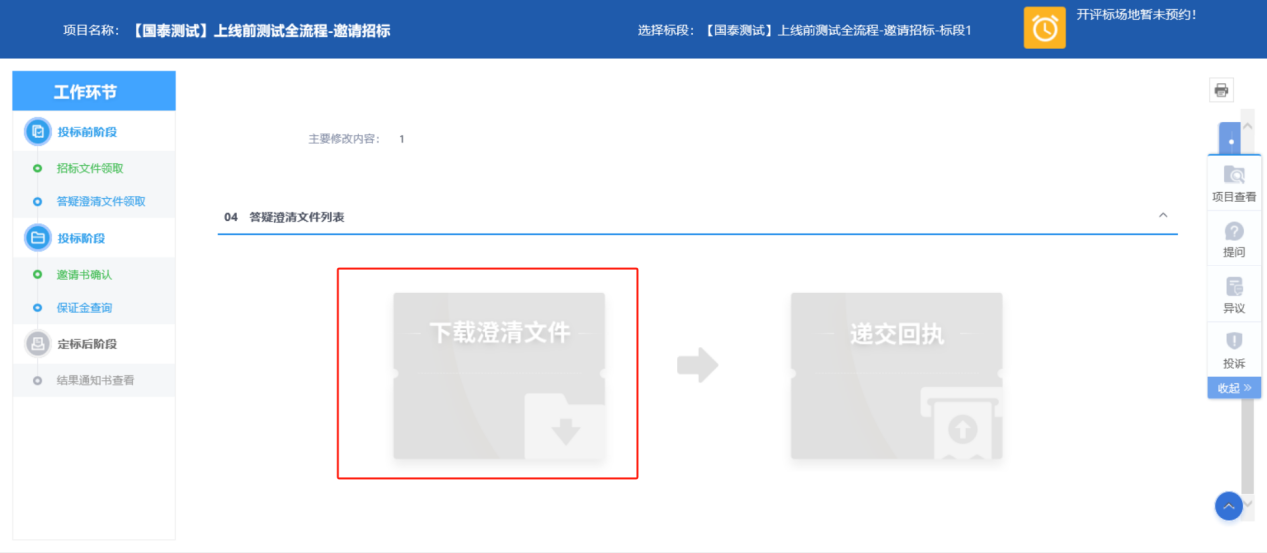 项目名称：【国泰测试】上线前测试全流程-邀请招标
选择标段：【国泰测试】上线前测试全流程-邀请招标-标段1
开评标场地暂未预约！
工作环节
投标前阶段
招标文件领取
答疑澄清文件领取
投标阶段
邀请书确认
保证金查询
定标后阶段
结果通知书查看
主要修改内容： 1
04 答疑澄清文件列表
下载澄清文件
递交回执
项目查看
提问
异议
投诉
收起 »